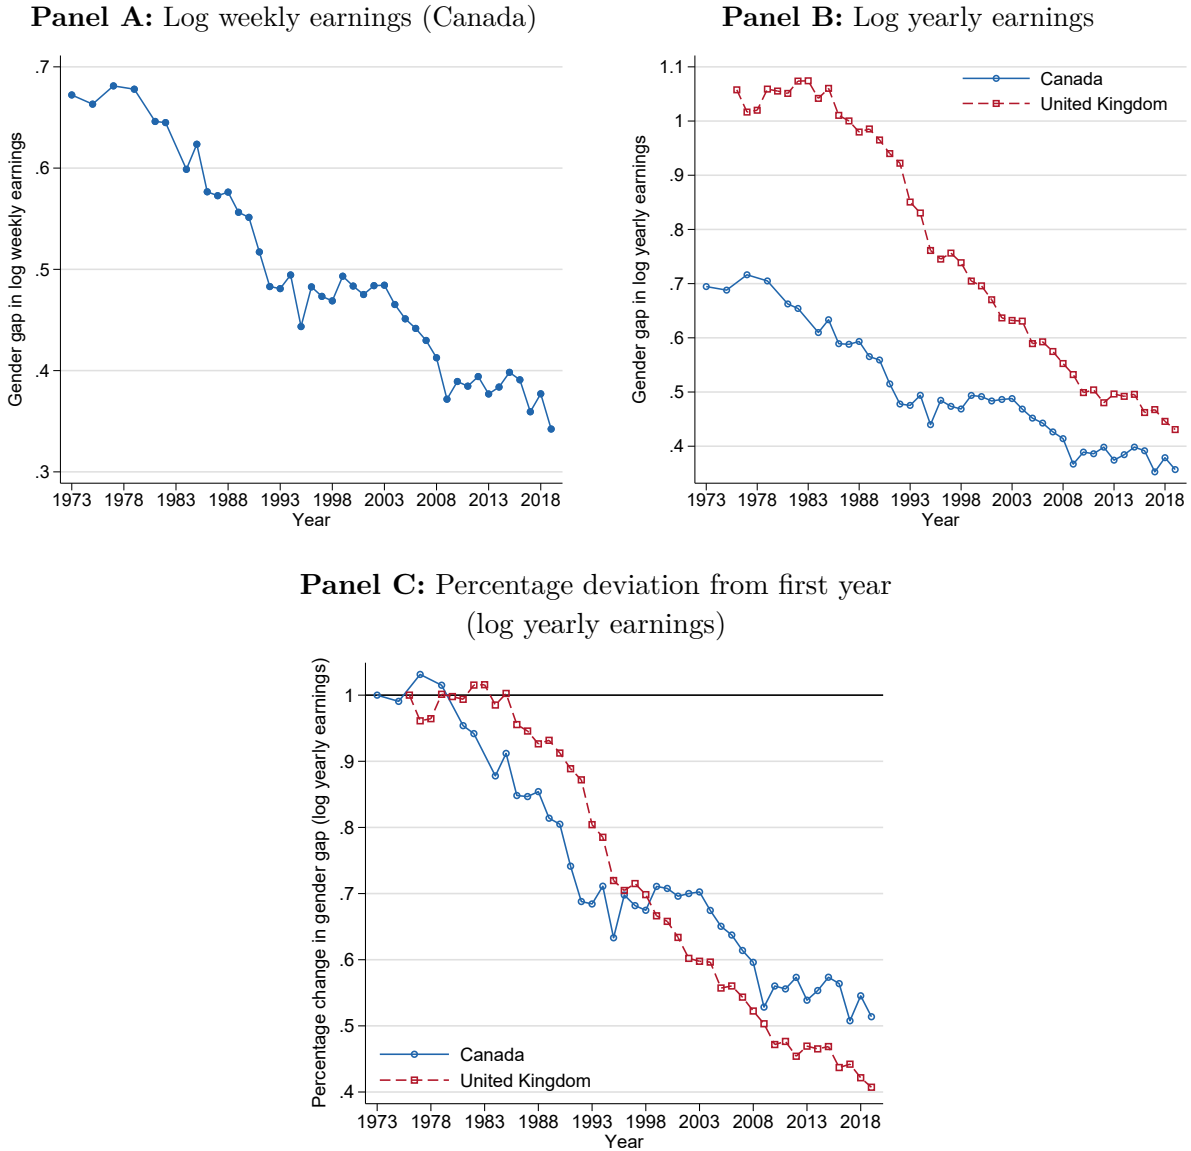 Panel A: Log weekly earnings (Canada)
Gender gap in log weekly earnings
.7
.6
.5
.4
.3
1973 1978 1983 1988 1993 1998 2003 2008 2013 2018
Year
Panel B: Log yearly earnings
Gender gap in log yearly earnings
1.1
1
.9
.8
.7
.6
.5
.4
Canada
United Kingdom
1973 1978 1983 1988 1993 1998 2003 2008 2013 2018
Year
Panel C: Percentage deviation from first year
(log yearly earnings)
Percentage change in gender gap (log yearly earnings)
1
.9
.8
.7
.6
.5
.4
Canada
United Kingdom
1973 1978 1983 1988 1993 1998 2003 2008 2013 2018
Year